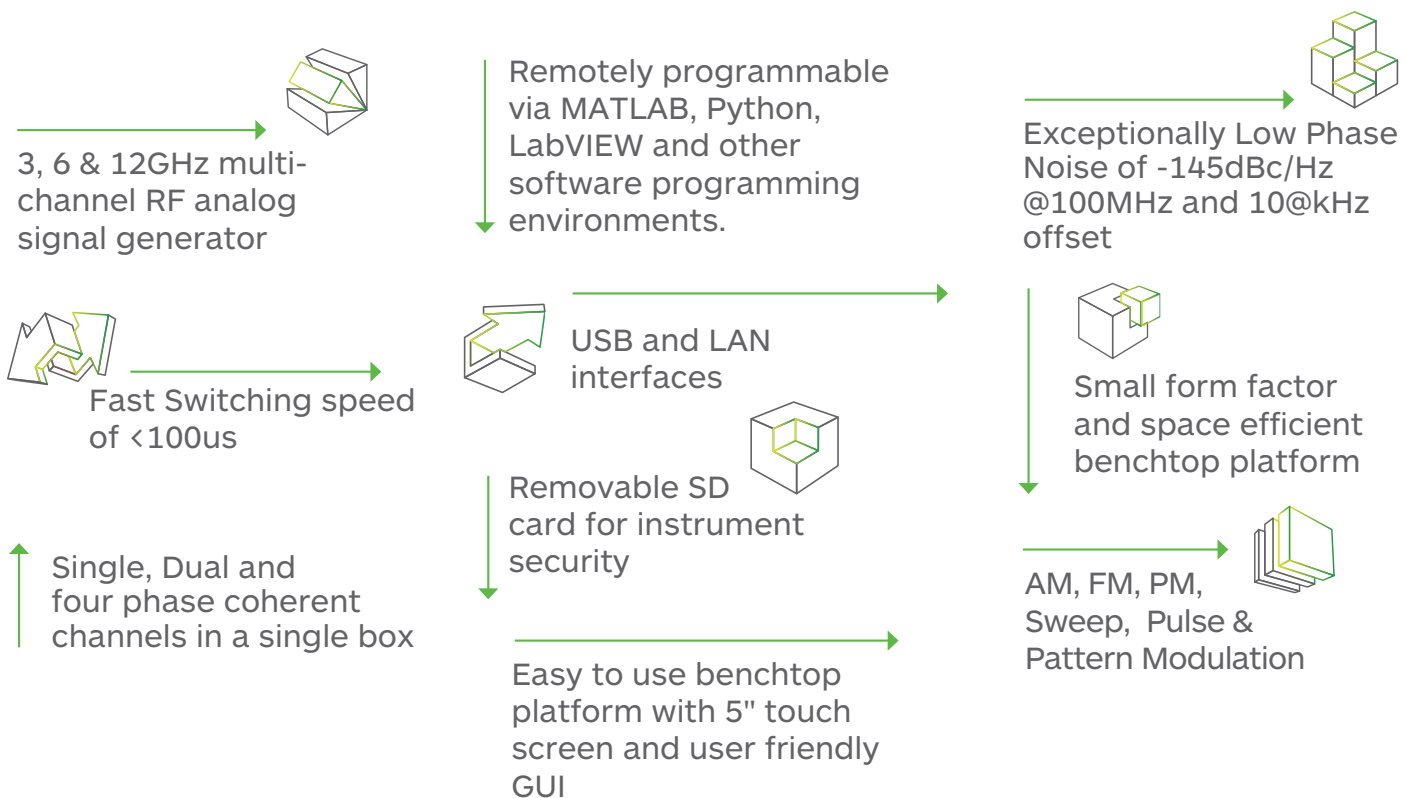 3, 6 & 12GHz multi-
channel RF analog
signal generator
Fast Switching speed
of <100us
Single, Dual and
four phase coherent
channels in a single box
Remotely programmable
via MATLAB, Python,
LabVIEW and other
software programming
environments.
USB and LAN
interfaces
Removable SD
card for instrument
security
Easy to use benchtop
platform with 5" touch
screen and user friendly
GUI
Exceptionally Low Phase
Noise of -145dBc/Hz
@100MHz and 10@kHz
offset
Small form factor
and space efficient
benchtop platform
AM, FM, PM,
Sweep, Pulse &
Pattern Modulation